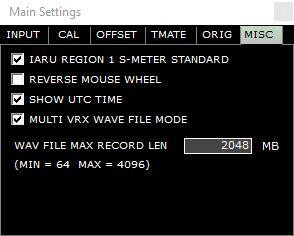 Main Settings
INPUT CAL OFFSET TMATE ORIG MISC
IARU REGION 1 S-METER STANDARD
REVERSE MOUSE WHEEL
SHOW UTC TIME
MULTI VRX WAVE FILE MODE
WAV FILE MAX RECORD LEN 2048 MB
(MIN = 64 MAX = 4096)